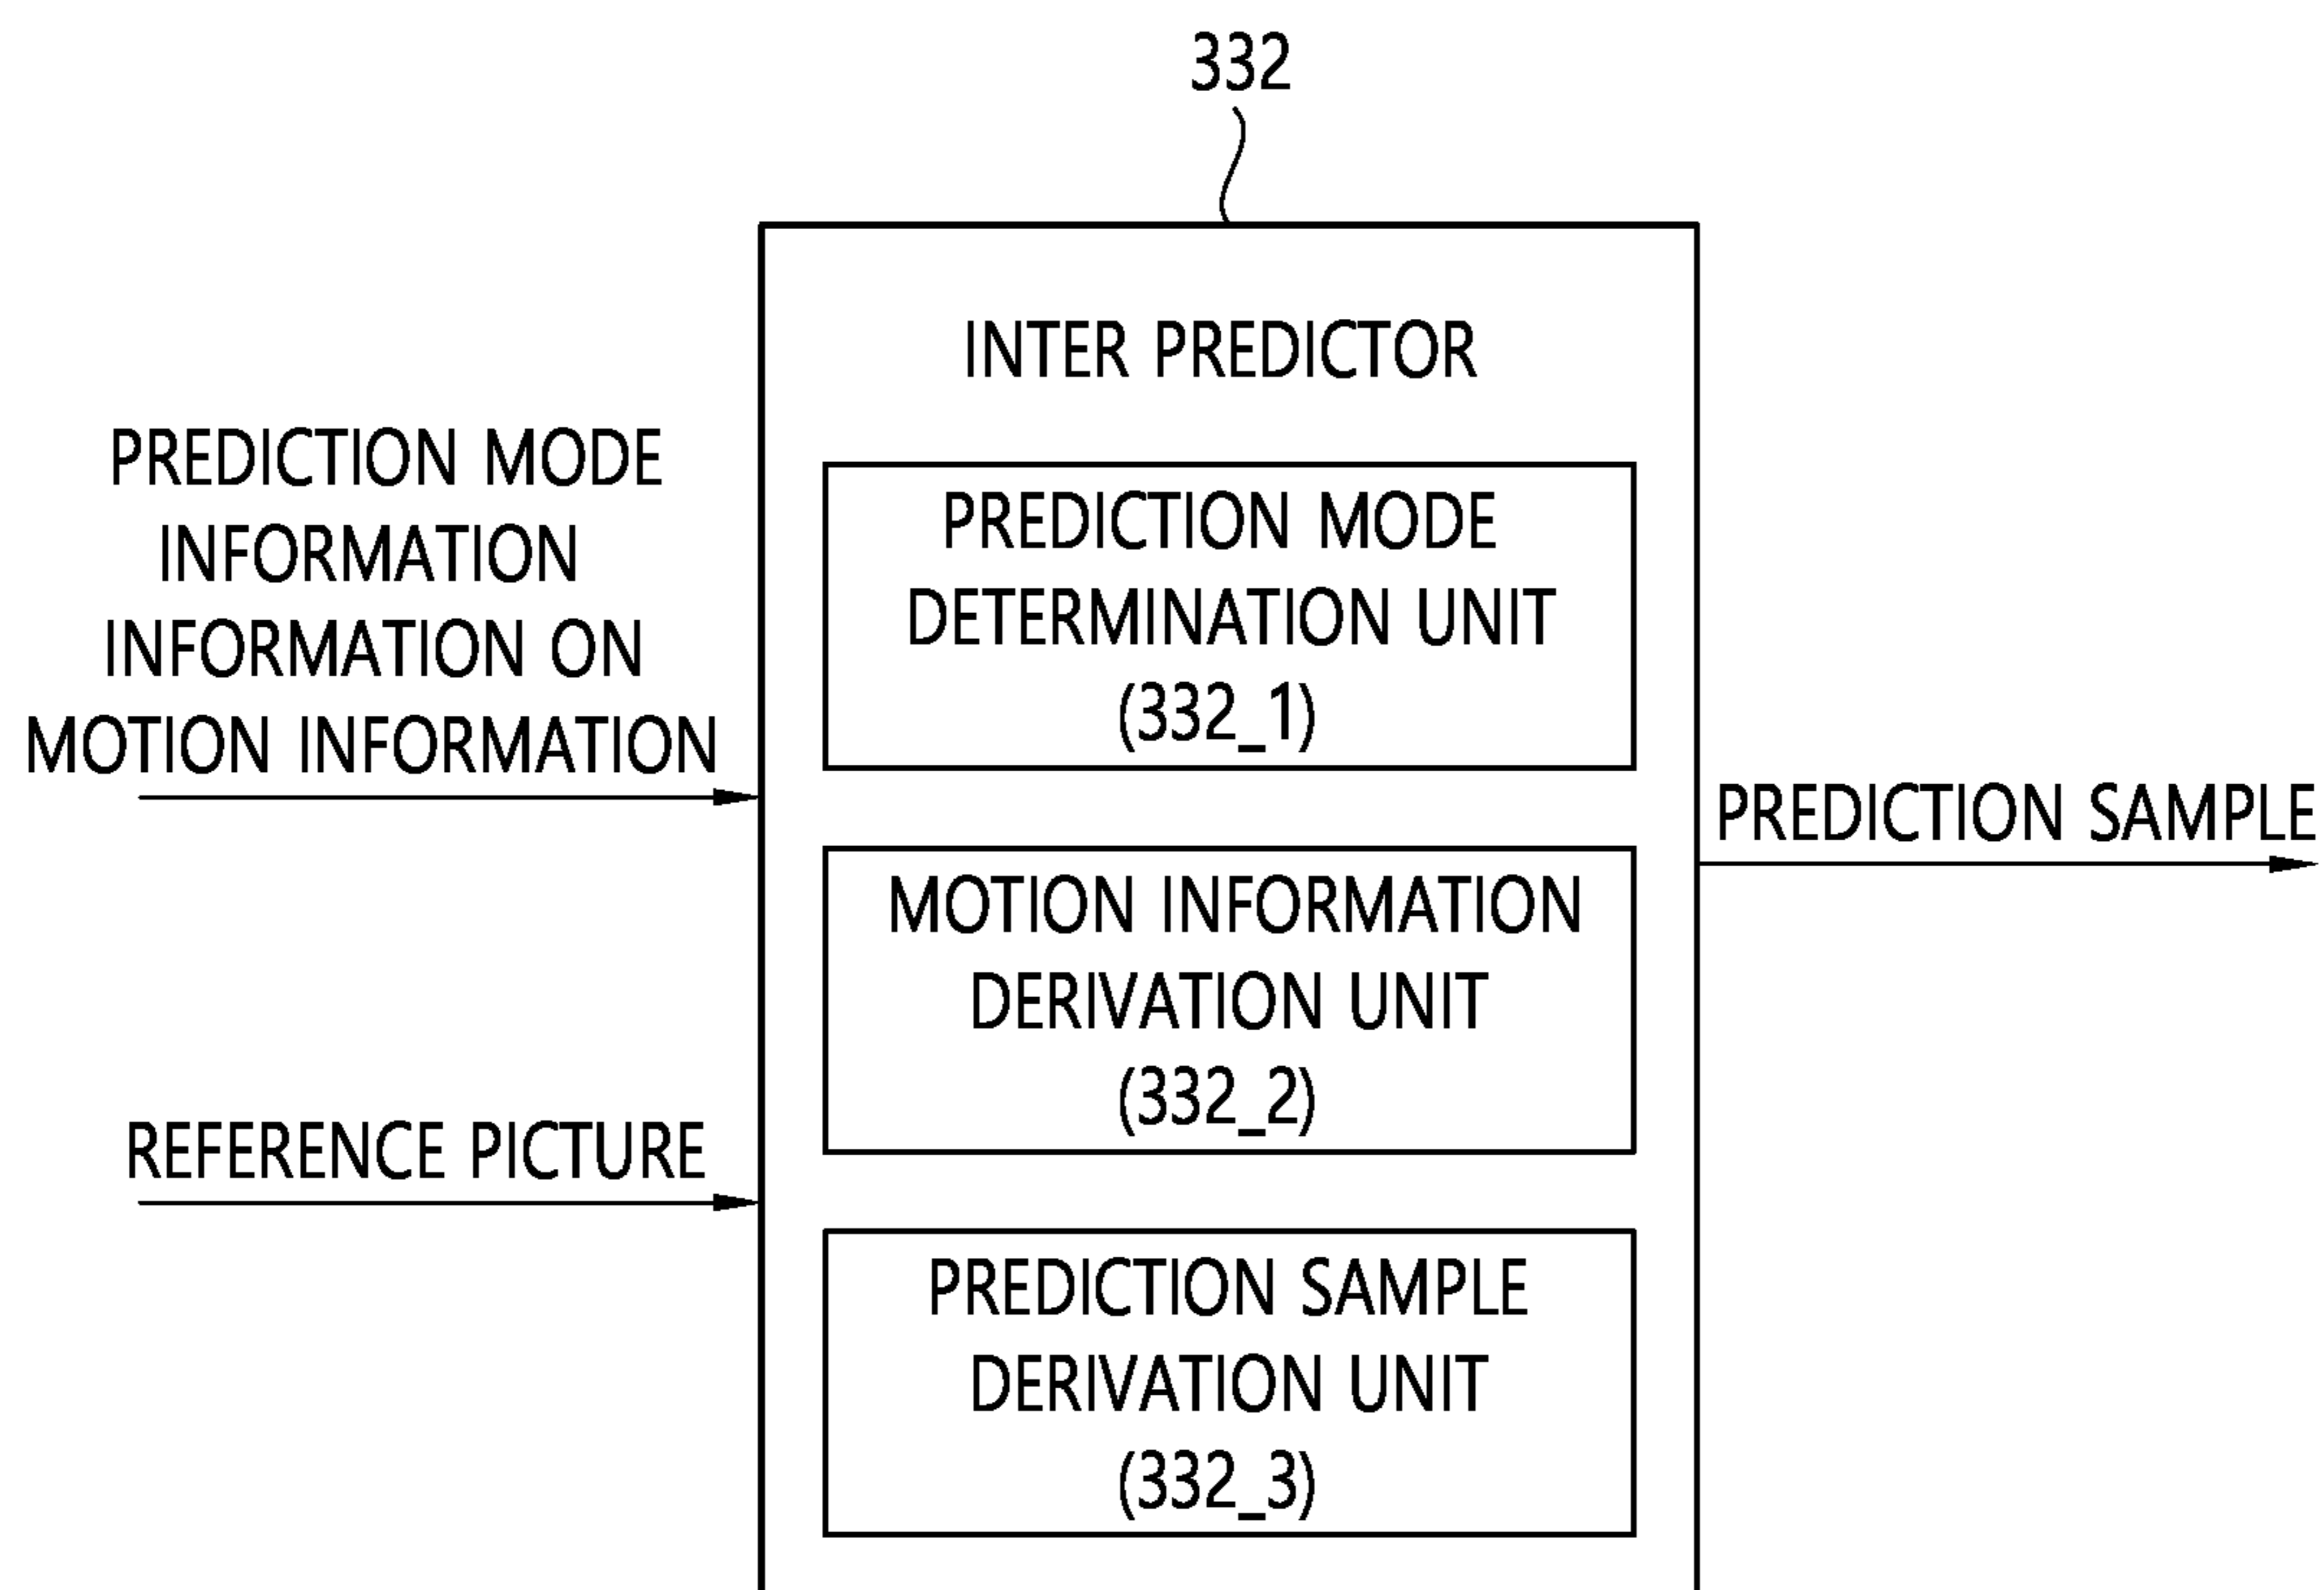 332
INTER PREDICTOR
PREDICTION MODE
INFORMATION
INFORMATION ON
MOTION INFORMATION
REFERENCE PICTURE
PREDICTION MODE
DETERMINATION UNIT
(332_1)
MOTION INFORMATION
DERIVATION UNIT
(332_2)
PREDICTION SAMPLE
DERIVATION UNIT
(332_3)
PREDICTION SAMPLE